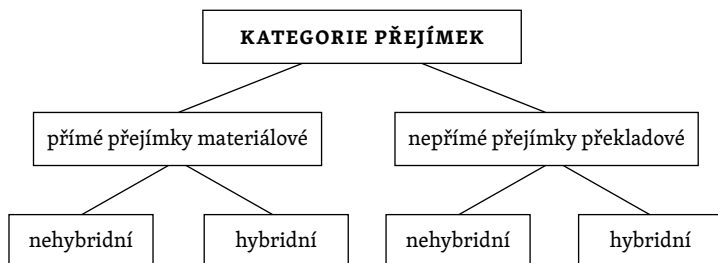 KATEGORIE PŘEJÍMEK
přímé přejímky materiálové
nepřímé přejímky překladové
nehybridní
hybridní
nehybridní
hybridní